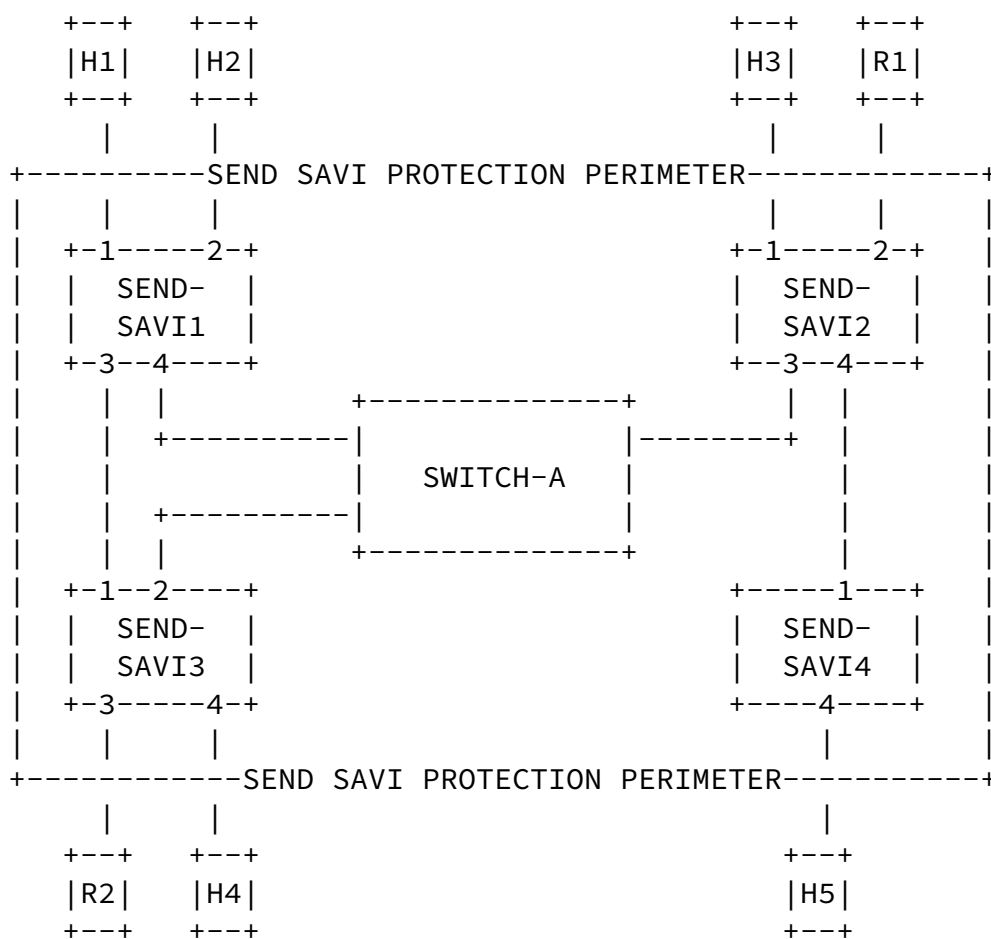 H1 H2 H3 R1
SEND SAVI PROTECTION PERIMETER
1 2 1 2
SEND- SEND-
SAVI1 SAVI2
3 4 3 4
SWITCH-A
1 2 1
SEND- SEND-
SAVI3 SAVI4
3 4 4
SEND SAVI PROTECTION PERIMETER
R2 H4 H5